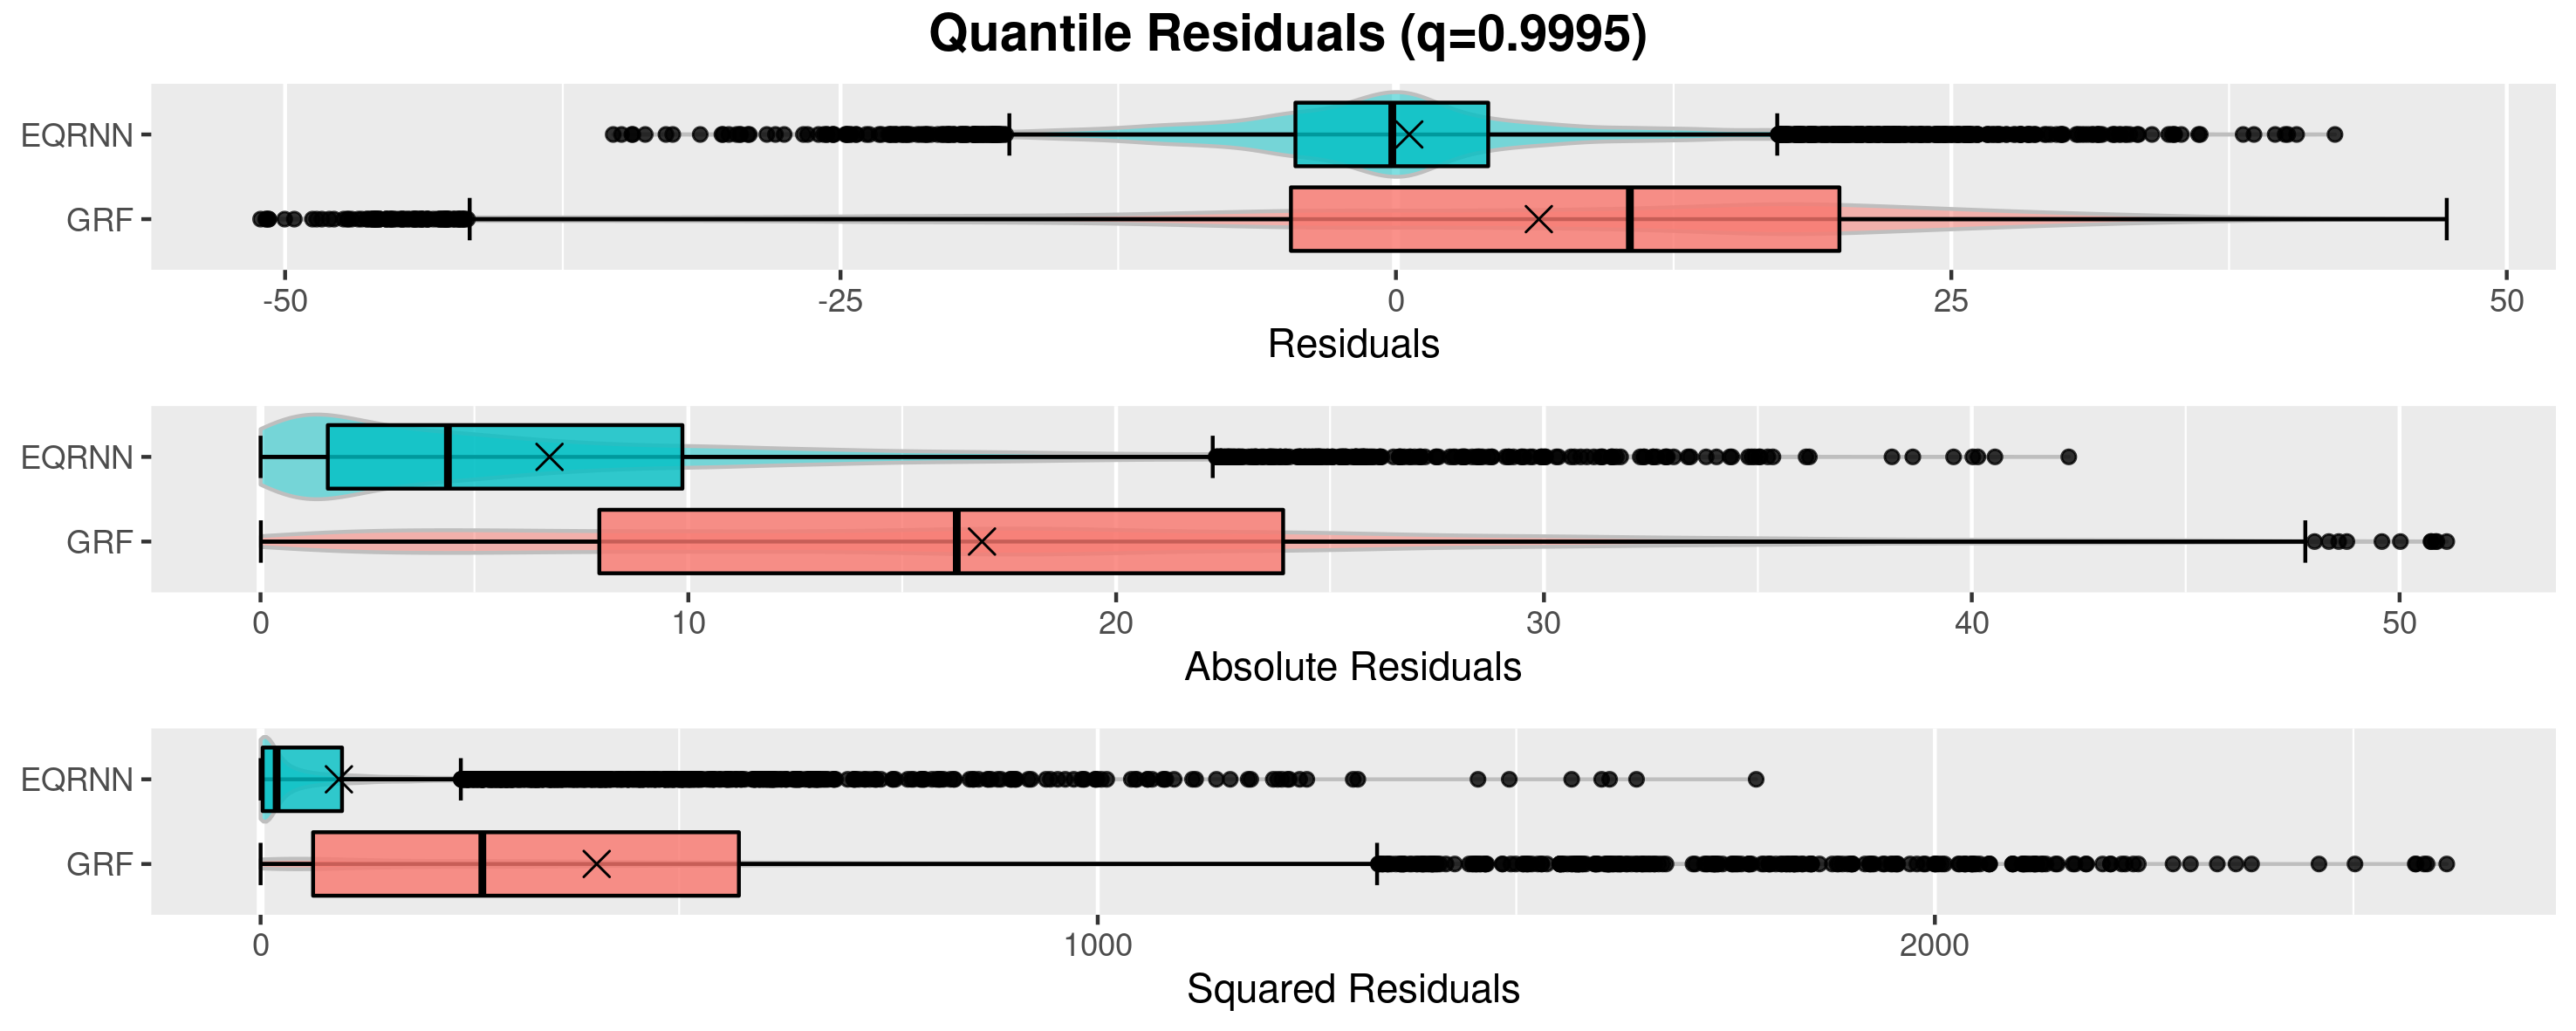 Quantile Residuals (q=0.9995)
EQRNN
GRF
-50 -25 0 25 50
Residuals
EQRNN
GRF
0 10 20 30 40 50
Absolute Residuals
EQRNN
GRF
0 1000 2000
Squared Residuals